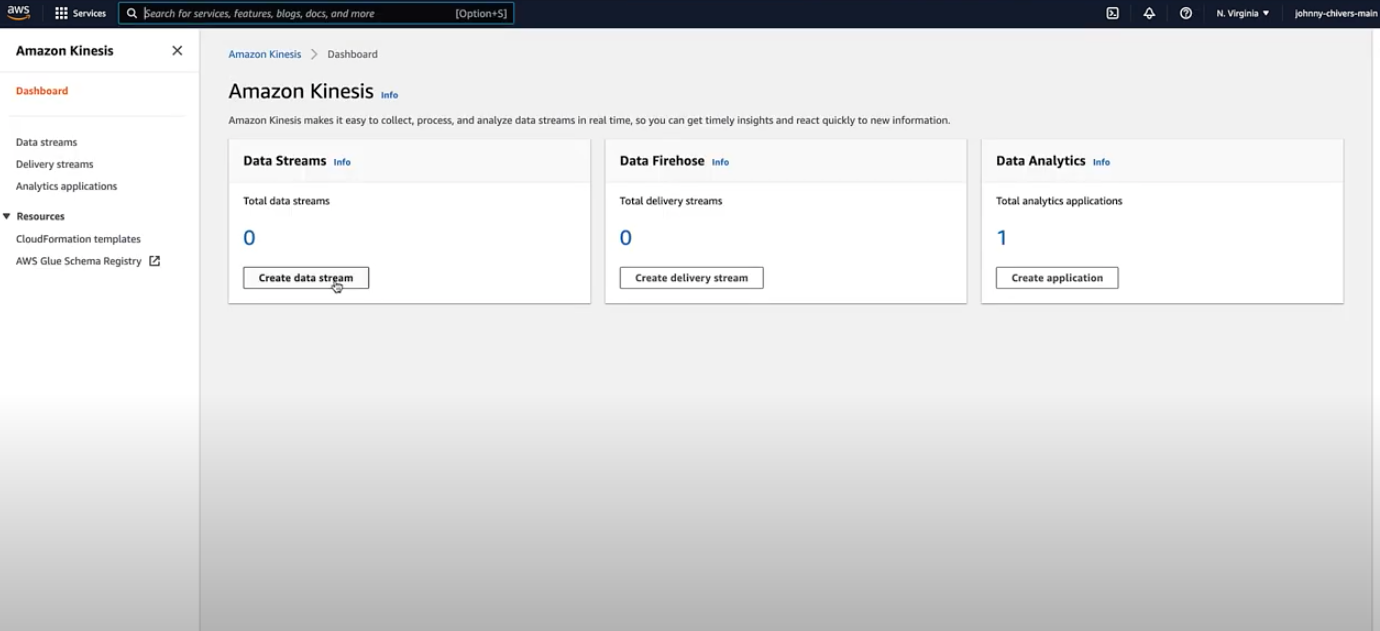 aws Services Search for services, features, blogs, docs, and more [Option+S] N. Virginia johnny-chivers-main
Amazon Kinesis
Dashboard
Data streams
Delivery streams
Analytics applications
Resources
CloudFormation templates
AWS Glue Schema Registry
Amazon Kinesis > Dashboard
Amazon Kinesis Info
Amazon Kinesis makes it easy to collect, process, and analyze data streams in real time, so you can get timely insights and react quickly to new information.
Data Streams Info
Total data streams
0
Create data stream
Data Firehose Info
Total delivery streams
0
Create delivery stream
Data Analytics Info
Total analytics applications
1
Create application